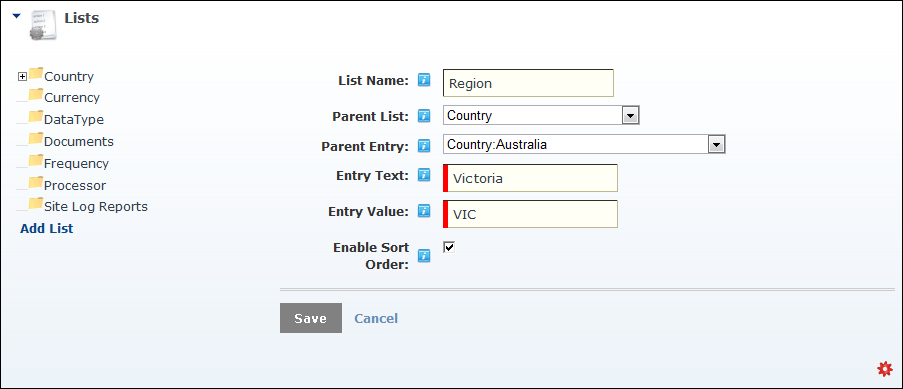 Lists
Country
Currency
DataType
Documents
Frequency
Processor
Site Log Reports
Add List
List Name: Region
Parent List: Country
Parent Entry: Country:Australia
Entry Text: Victoria
Entry Value: VIC
Enable Sort
Order:
Save Cancel